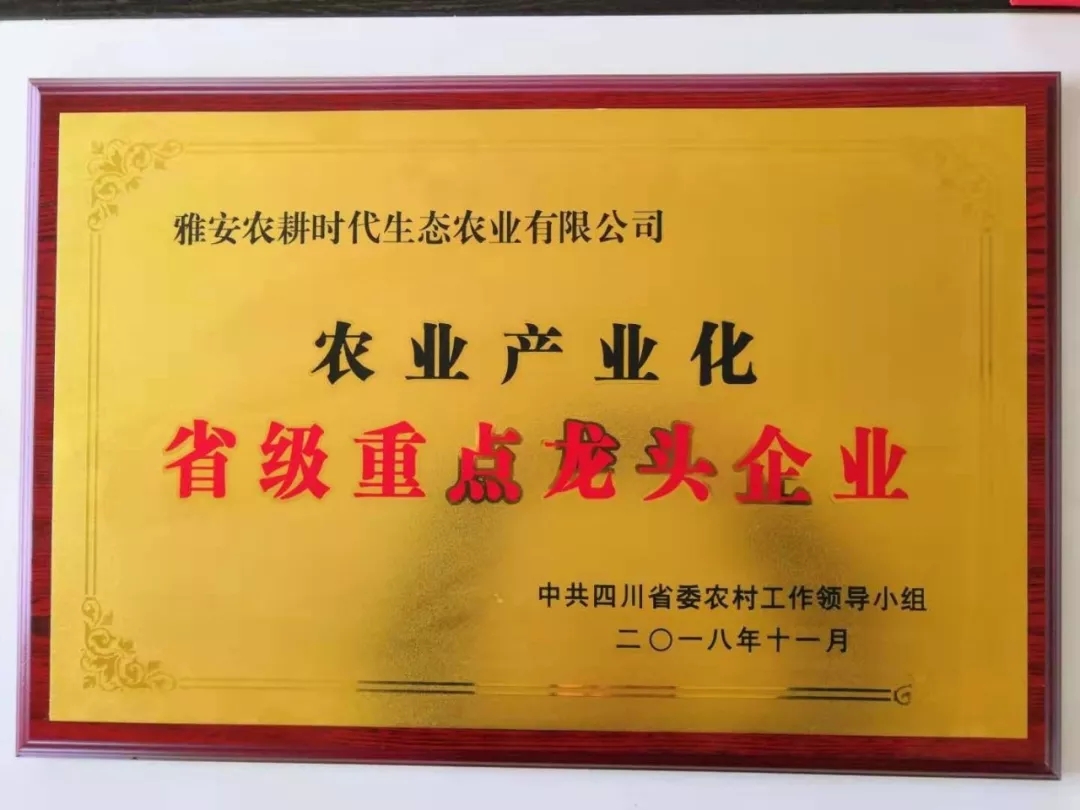 雅安农耕时代生态农业有限公司
农业产业化
省级重点龙头企业
中共四川省委农村工作领导小组
二〇一八年十一月